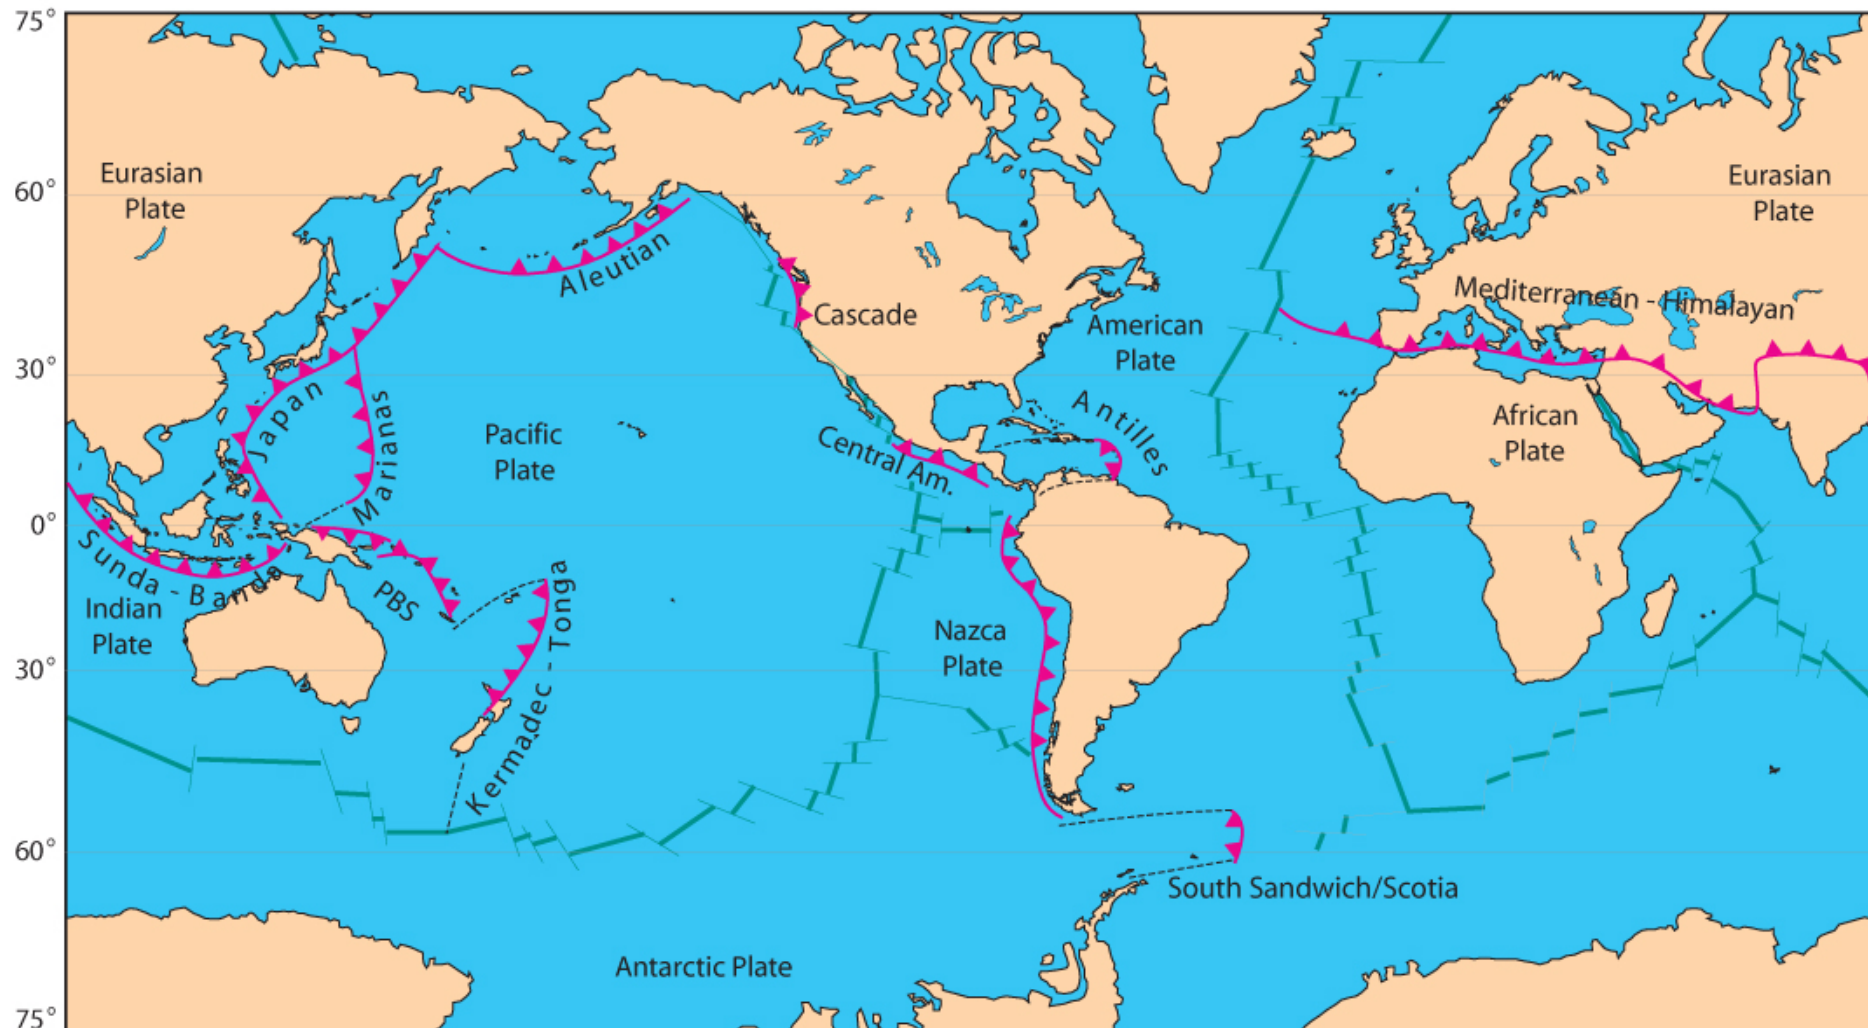 75°
60°
30°
0°
30°
60°
75°
Eurasian
Plate
Eurasian
Plate
Aleutian
Cascade
American
Plate
Mediterranean - Himalayan
Japan
Marianas
Pacific
Plate
Central Am.
Antilles
African
Plate
Sunda - Banda
Indian
Plate
PBS
Kermadec - Tonga
Nazca
Plate
South Sandwich/Scotia
Antarctic Plate